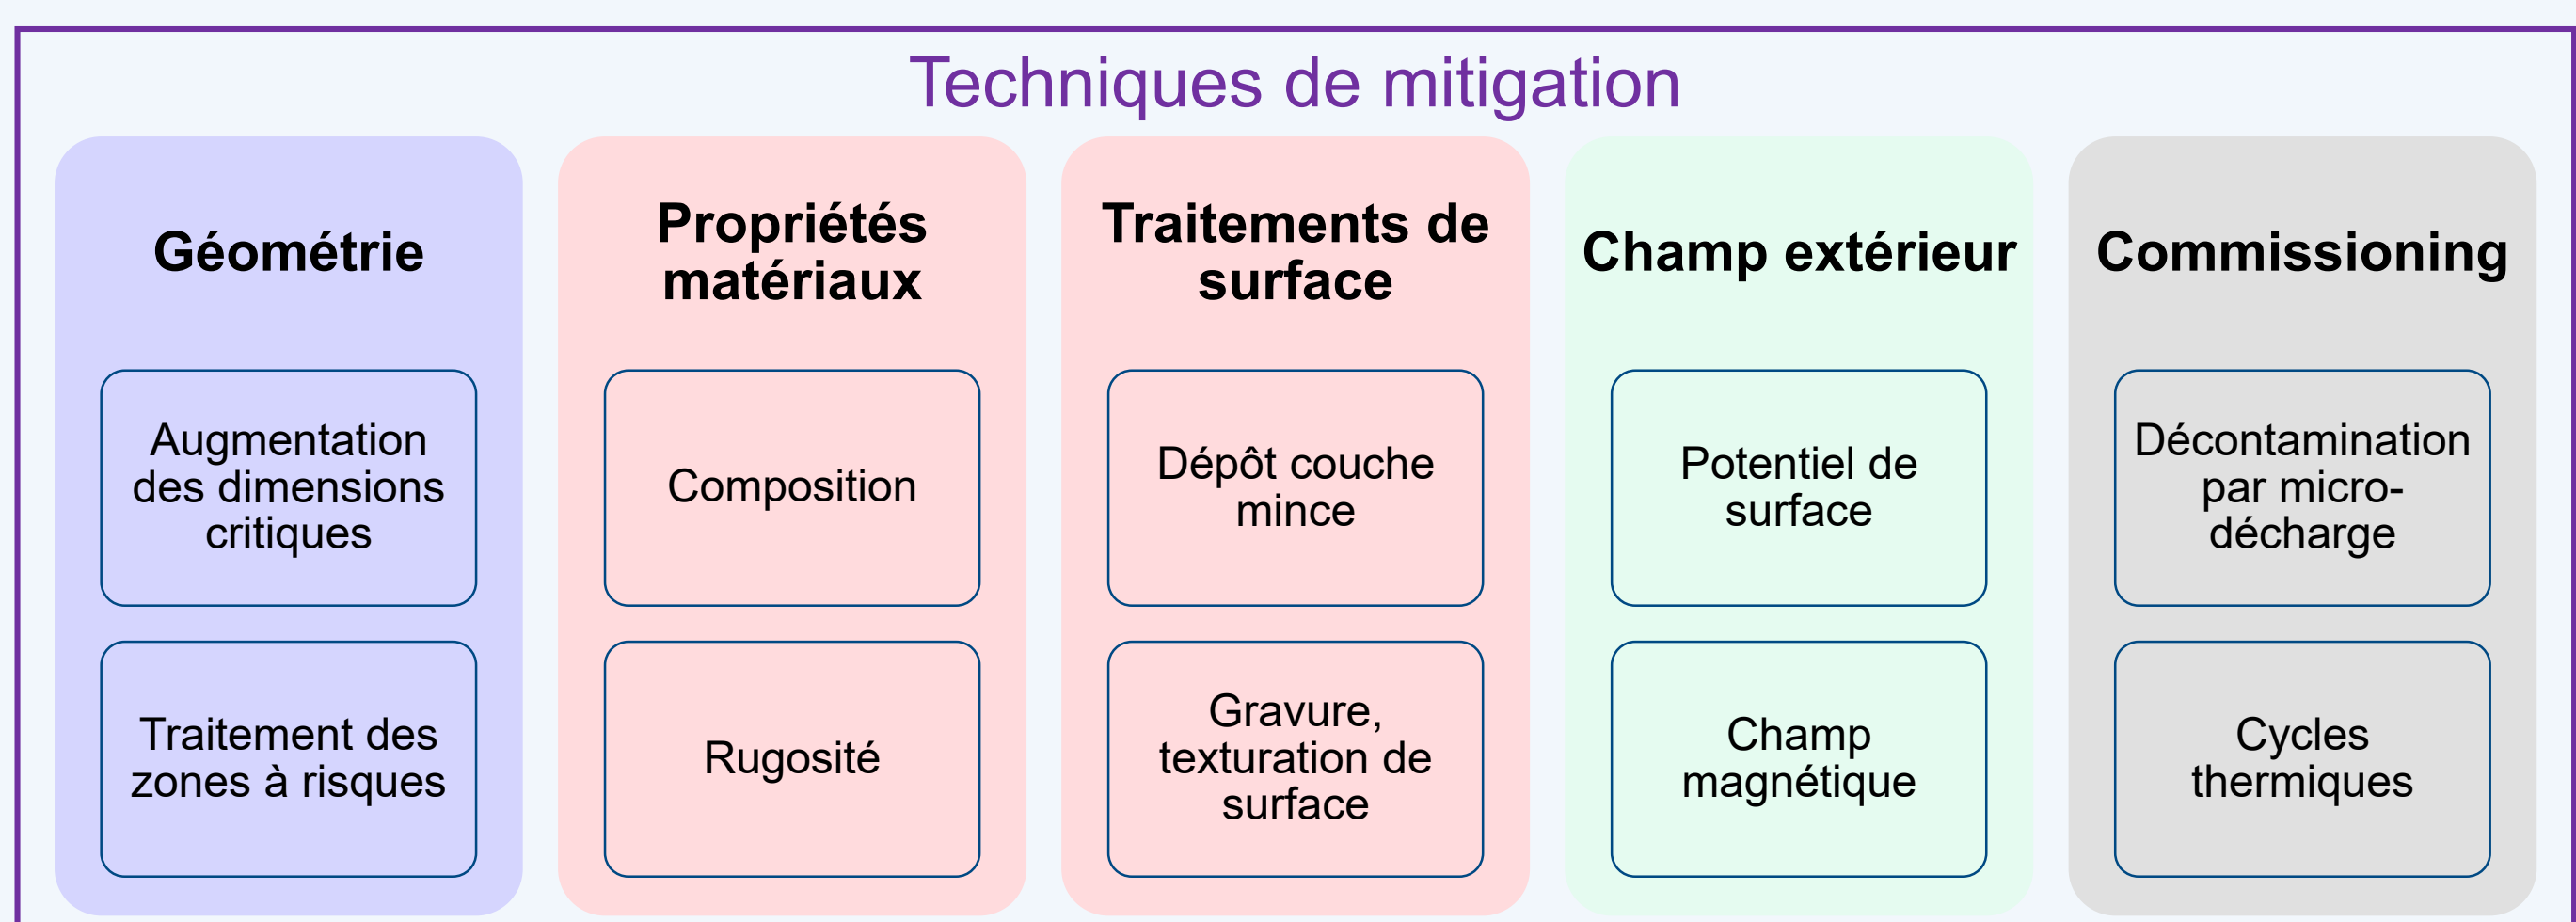 Techniques de mitigation
Géométrie
Augmentation
des dimensions
critiques
Traitement des
zones à risques
Propriétés
matériaux
Composition
Rugosité
Traitements de
surface
Dépôt couche
mince
Gravure,
texturation de
surface
Champ extérieur
Potentiel de
surface
Champ
magnétique
Commissioning
Décontamination
par micro-
décharge
Cycles
thermiques